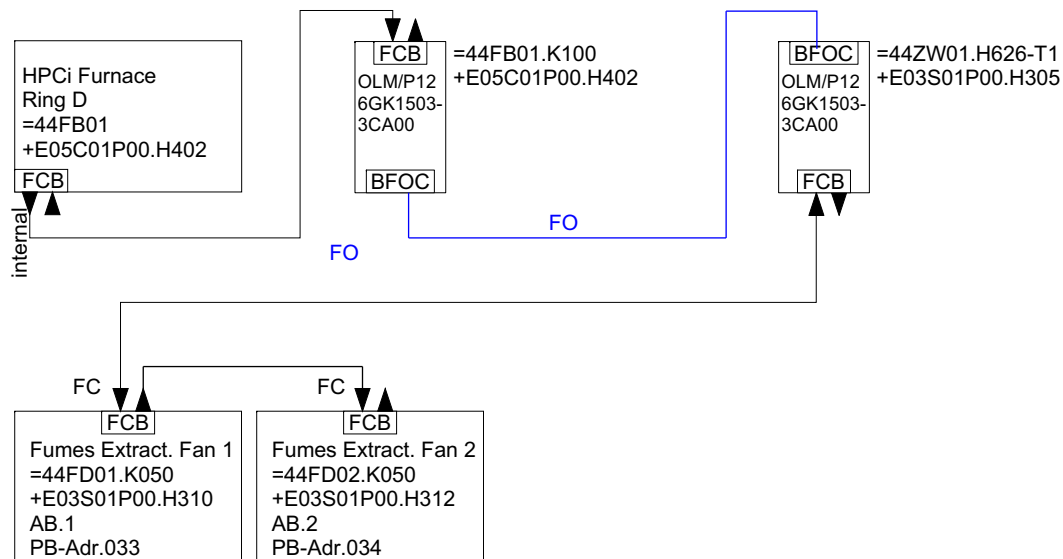 HPCi Furnace
Ring D
=44FB01
+E05C01P00.H402
FCB
internal
FCB
OLM/P12
6GK1503-
3CA00
BFOC
=44FB01.K100
+E05C01P00.H402
FO
FO
BFOC
OLM/P12
6GK1503-
3CA00
FCB
=44ZW01.H626-T1
+E03S01P00.H305
FC
FCB
Fumes Extract. Fan 1
=44FD01.K050
+E03S01P00.H310
AB.1
PB-Adr.033
FC
FCB
Fumes Extract. Fan 2
=44FD02.K050
+E03S01P00.H312
AB.2
PB-Adr.034